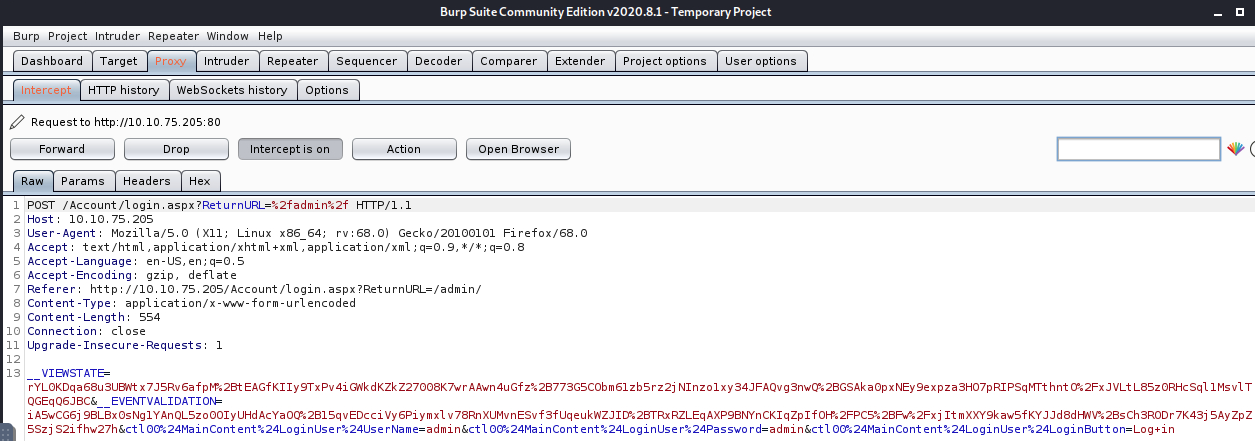 Burp Suite Community Edition v2020.8.1 - Temporary Project
Burp Project Intruder Repeater Window Help
Dashboard Target Proxy Intruder Repeater Sequencer Decoder Comparer Extender Project options User options
Intercept HTTP history WebSockets history Options
Request to http://10.10.75.205:80
Forward Drop Intercept is on Action Open Browser
Raw Params Headers Hex
1 POST /Account/login.aspx?ReturnURL=%2fadmin%2f HTTP/1.1
2 Host: 10.10.75.205
3 User-Agent: Mozilla/5.0 (X11; Linux x86_64; rv:68.0) Gecko/20100101 Firefox/68.0
4 Accept: text/html,application/xhtml+xml,application/xml;q=0.9,*/*;q=0.8
5 Accept-Language: en-US,en;q=0.5
6 Accept-Encoding: gzip, deflate
7 Referer: http://10.10.75.205/Account/login.aspx?ReturnURL=/admin/
8 Content-Type: application/x-www-form-urlencoded
9 Content-Length: 554
10 Connection: close
11 Upgrade-Insecure-Requests: 1
12
13 __VIEWSTATE=
rYL0KDqa68u3UBWtx7J5Rv6afpM%2BtEAGfKIIy9TxPv4iGWkdKZkZ27008K7wrAAwn4uGfz%2B773G5C0bm61zb5rz2jNInzo1xy34JFAQvg3nwQ%2BGSAka0pxNEy9expza3HO7pRIPSqMTthnt0%2FxJVLtL85z0RHcSql1MsvlT
QGEqQ6JBC&__EVENTVALIDATION=
iA5wCG6j9BLBx0sNg1YAnQL5zo0OIyUHdAcYaOQ%2B15qvEDcciVy6Piymxlv78RnXUMvnESvf3fUqeukWZJID%2BTRxRZLEqAXP9BNYnCKIqZpIfOH%2FPC5%2BFw%2FxjItmXXY9kaw5fKYJJd8dHWV%2BsCh3RODr7K43j5AyZpZ
5SzjS2ifhw27h&ctl00%24MainContent%24LoginUser%24UserName=admin&ctl00%24MainContent%24LoginUser%24Password=admin&ctl00%24MainContent%24LoginUser%24LoginButton=Log+in